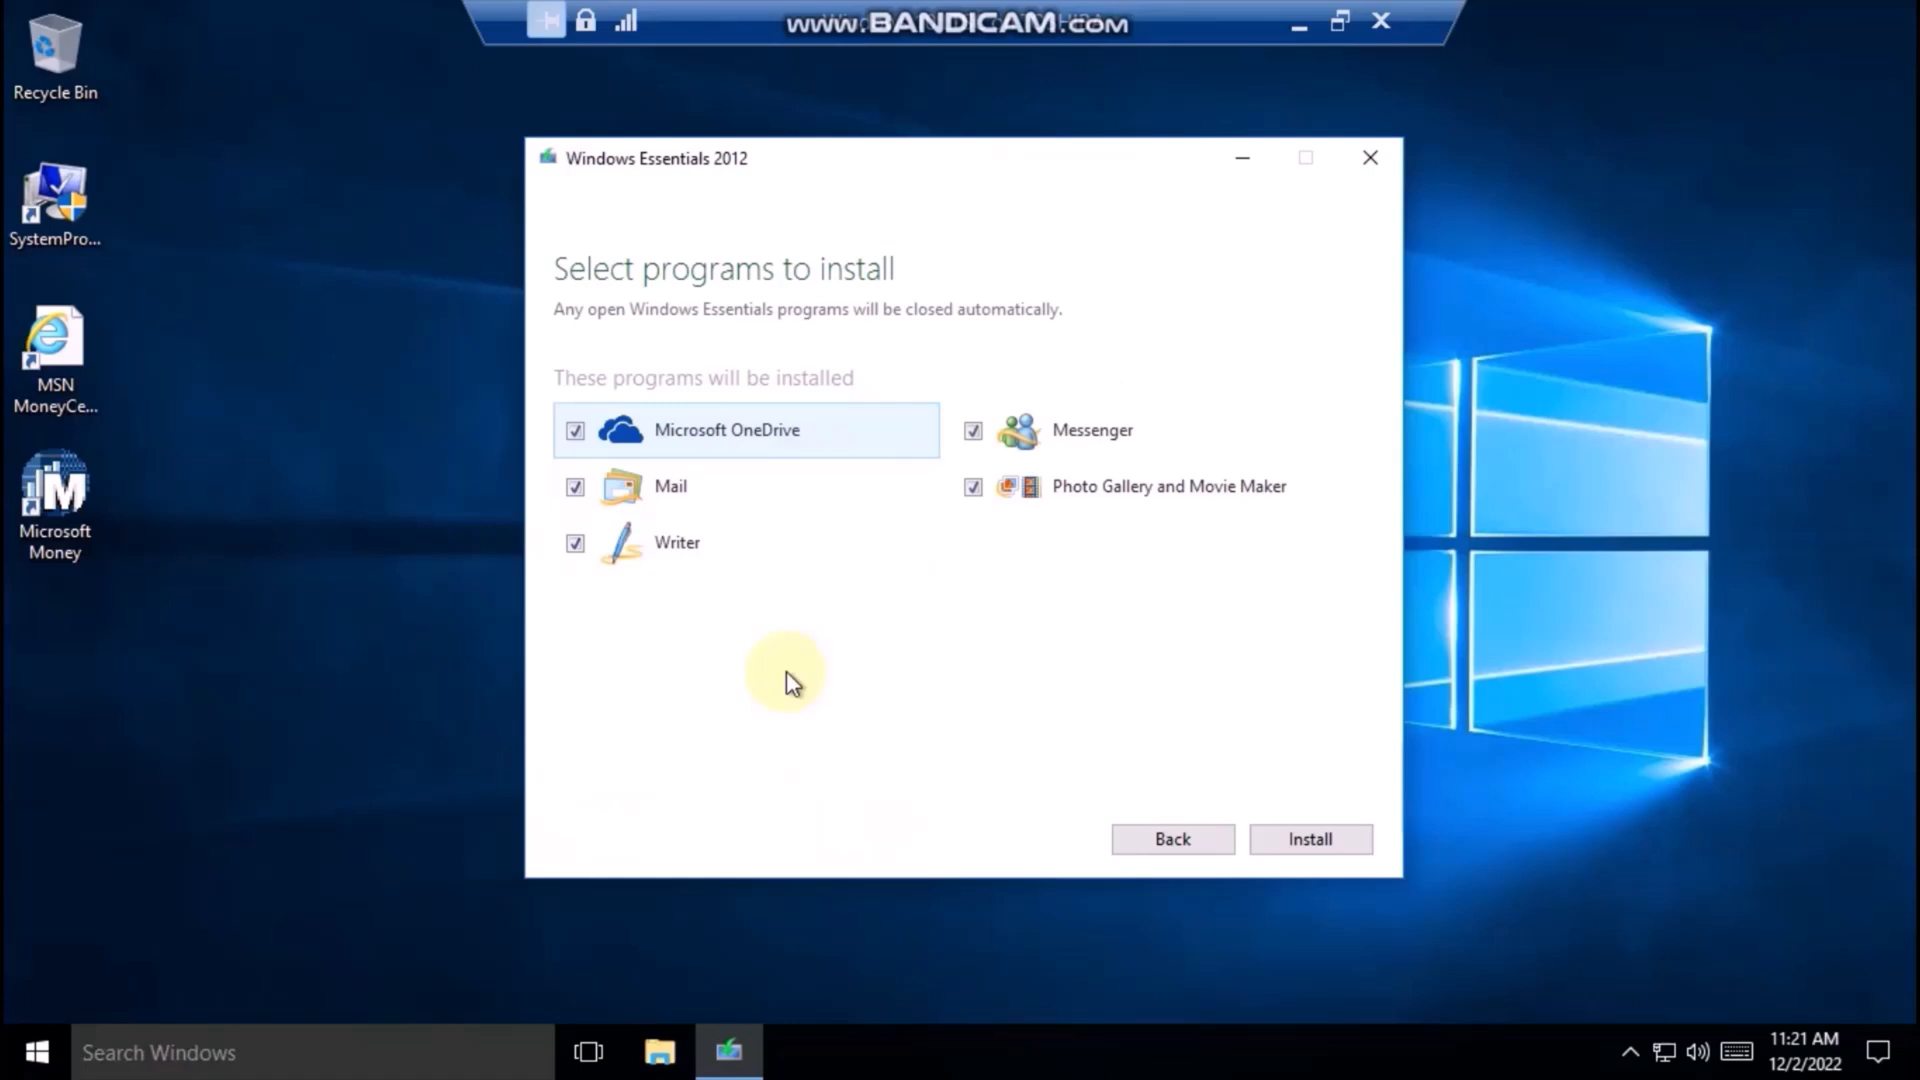 www.BANDICAM.com
Recycle Bin
SystemPro...
MSN
MoneyCe...
Microsoft
Money
Windows Essentials 2012
Select programs to install
Any open Windows Essentials programs will be closed automatically.
These programs will be installed
Microsoft OneDrive
Messenger
Mail
Photo Gallery and Movie Maker
Writer
Back
Install
Search Windows
11:21 AM
12/2/2022